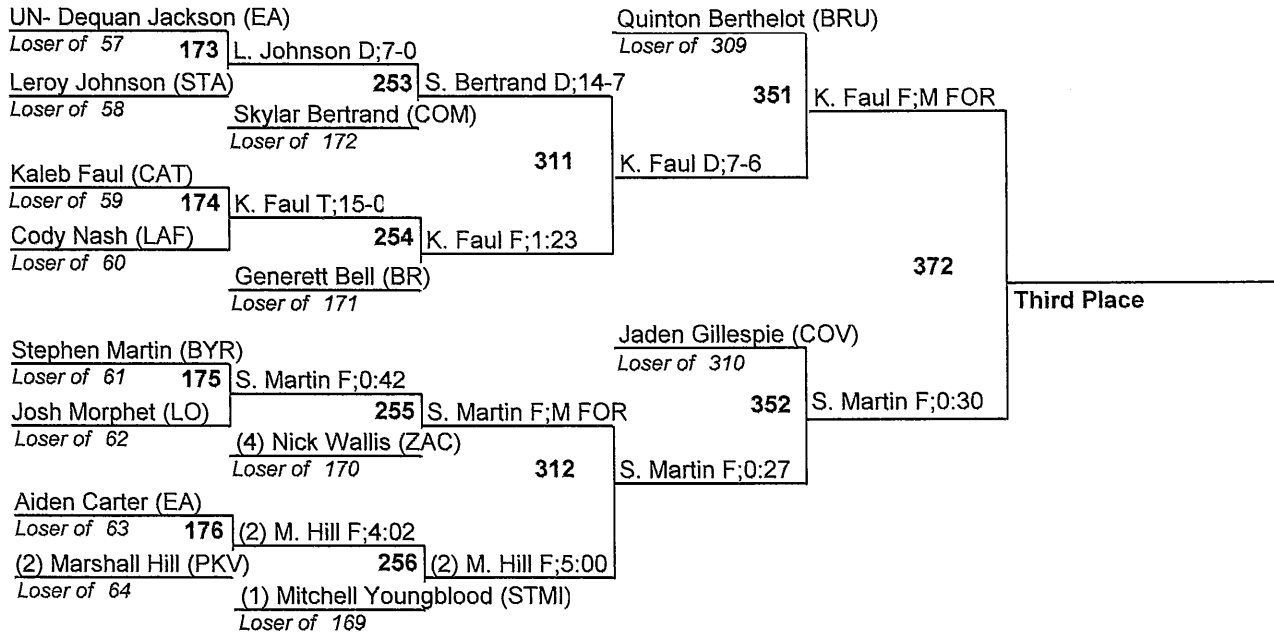 UN- Dequan Jackson (EA)
Loser of 57
173
L. Johnson D;7-0
Leroy Johnson (STA)
Loser of 58
253
S. Bertrand D;14-7
Skylar Bertrand (COM)
Loser of 172
Kaleb Faul (CAT)
Loser of 59
174
K. Faul T;15-0
Cody Nash (LAF)
Loser of 60
254
K. Faul F;1:23
Generett Bell (BR)
Loser of 171
311
K. Faul D;7-6
Quinton Berthelot (BRU)
Loser of 309
351
K. Faul F;M FOR
Stephen Martin (BYR)
Loser of 61
175
S. Martin F;0:42
Josh Morphet (LO)
Loser of 62
255
S. Martin F;M FOR
(4) Nick Wallis (ZAC)
Loser of 170
Aiden Carter (EA)
Loser of 63
176
(2) M. Hill F;4:02
(2) Marshall Hill (PKV)
Loser of 64
256
(2) M. Hill F;5:00
(1) Mitchell Youngblood (STMI)
Loser of 169
312
S. Martin F;0:27
Jaden Gillespie (COV)
Loser of 310
352
S. Martin F;0:30
372
Third Place